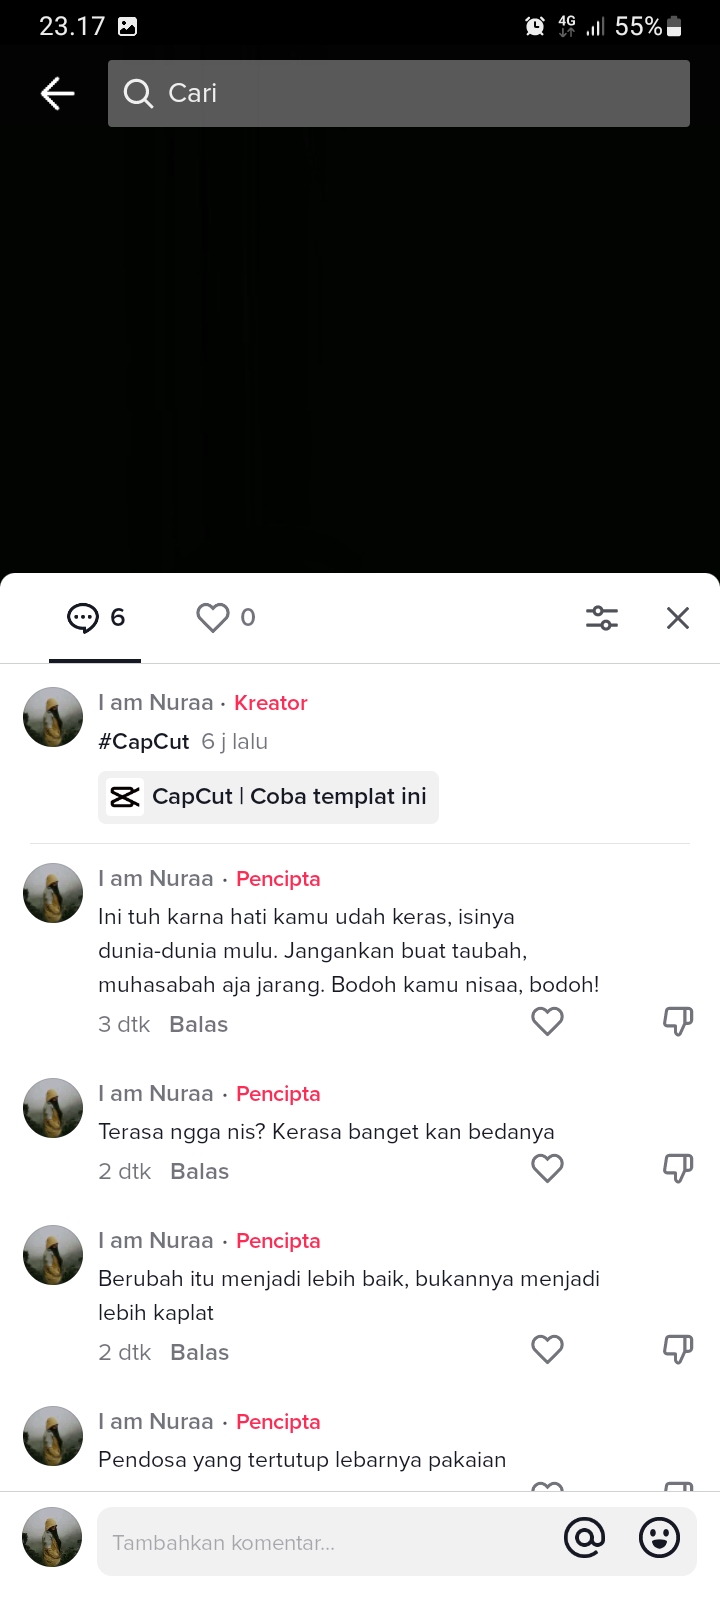 23.17
4G
55%
Cari
6
0
I am Nuraa · Kreator
#CapCut 6 j lalu
CapCut | Coba templat ini
I am Nuraa · Pencipta
Ini tuh karna hati kamu udah keras, isinya
dunia-dunia mulu. Jangankan buat taubah,
muhasabah aja jarang. Bodoh kamu nisaa, bodoh!
3 dtk Balas
I am Nuraa · Pencipta
Terasa ngga nis? Kerasa banget kan bedanya
2 dtk Balas
I am Nuraa · Pencipta
Berubah itu menjadi lebih baik, bukannya menjadi
lebih kaplat
2 dtk Balas
I am Nuraa · Pencipta
Pendosa yang tertutup lebarnya pakaian
Tambahkan komentar...